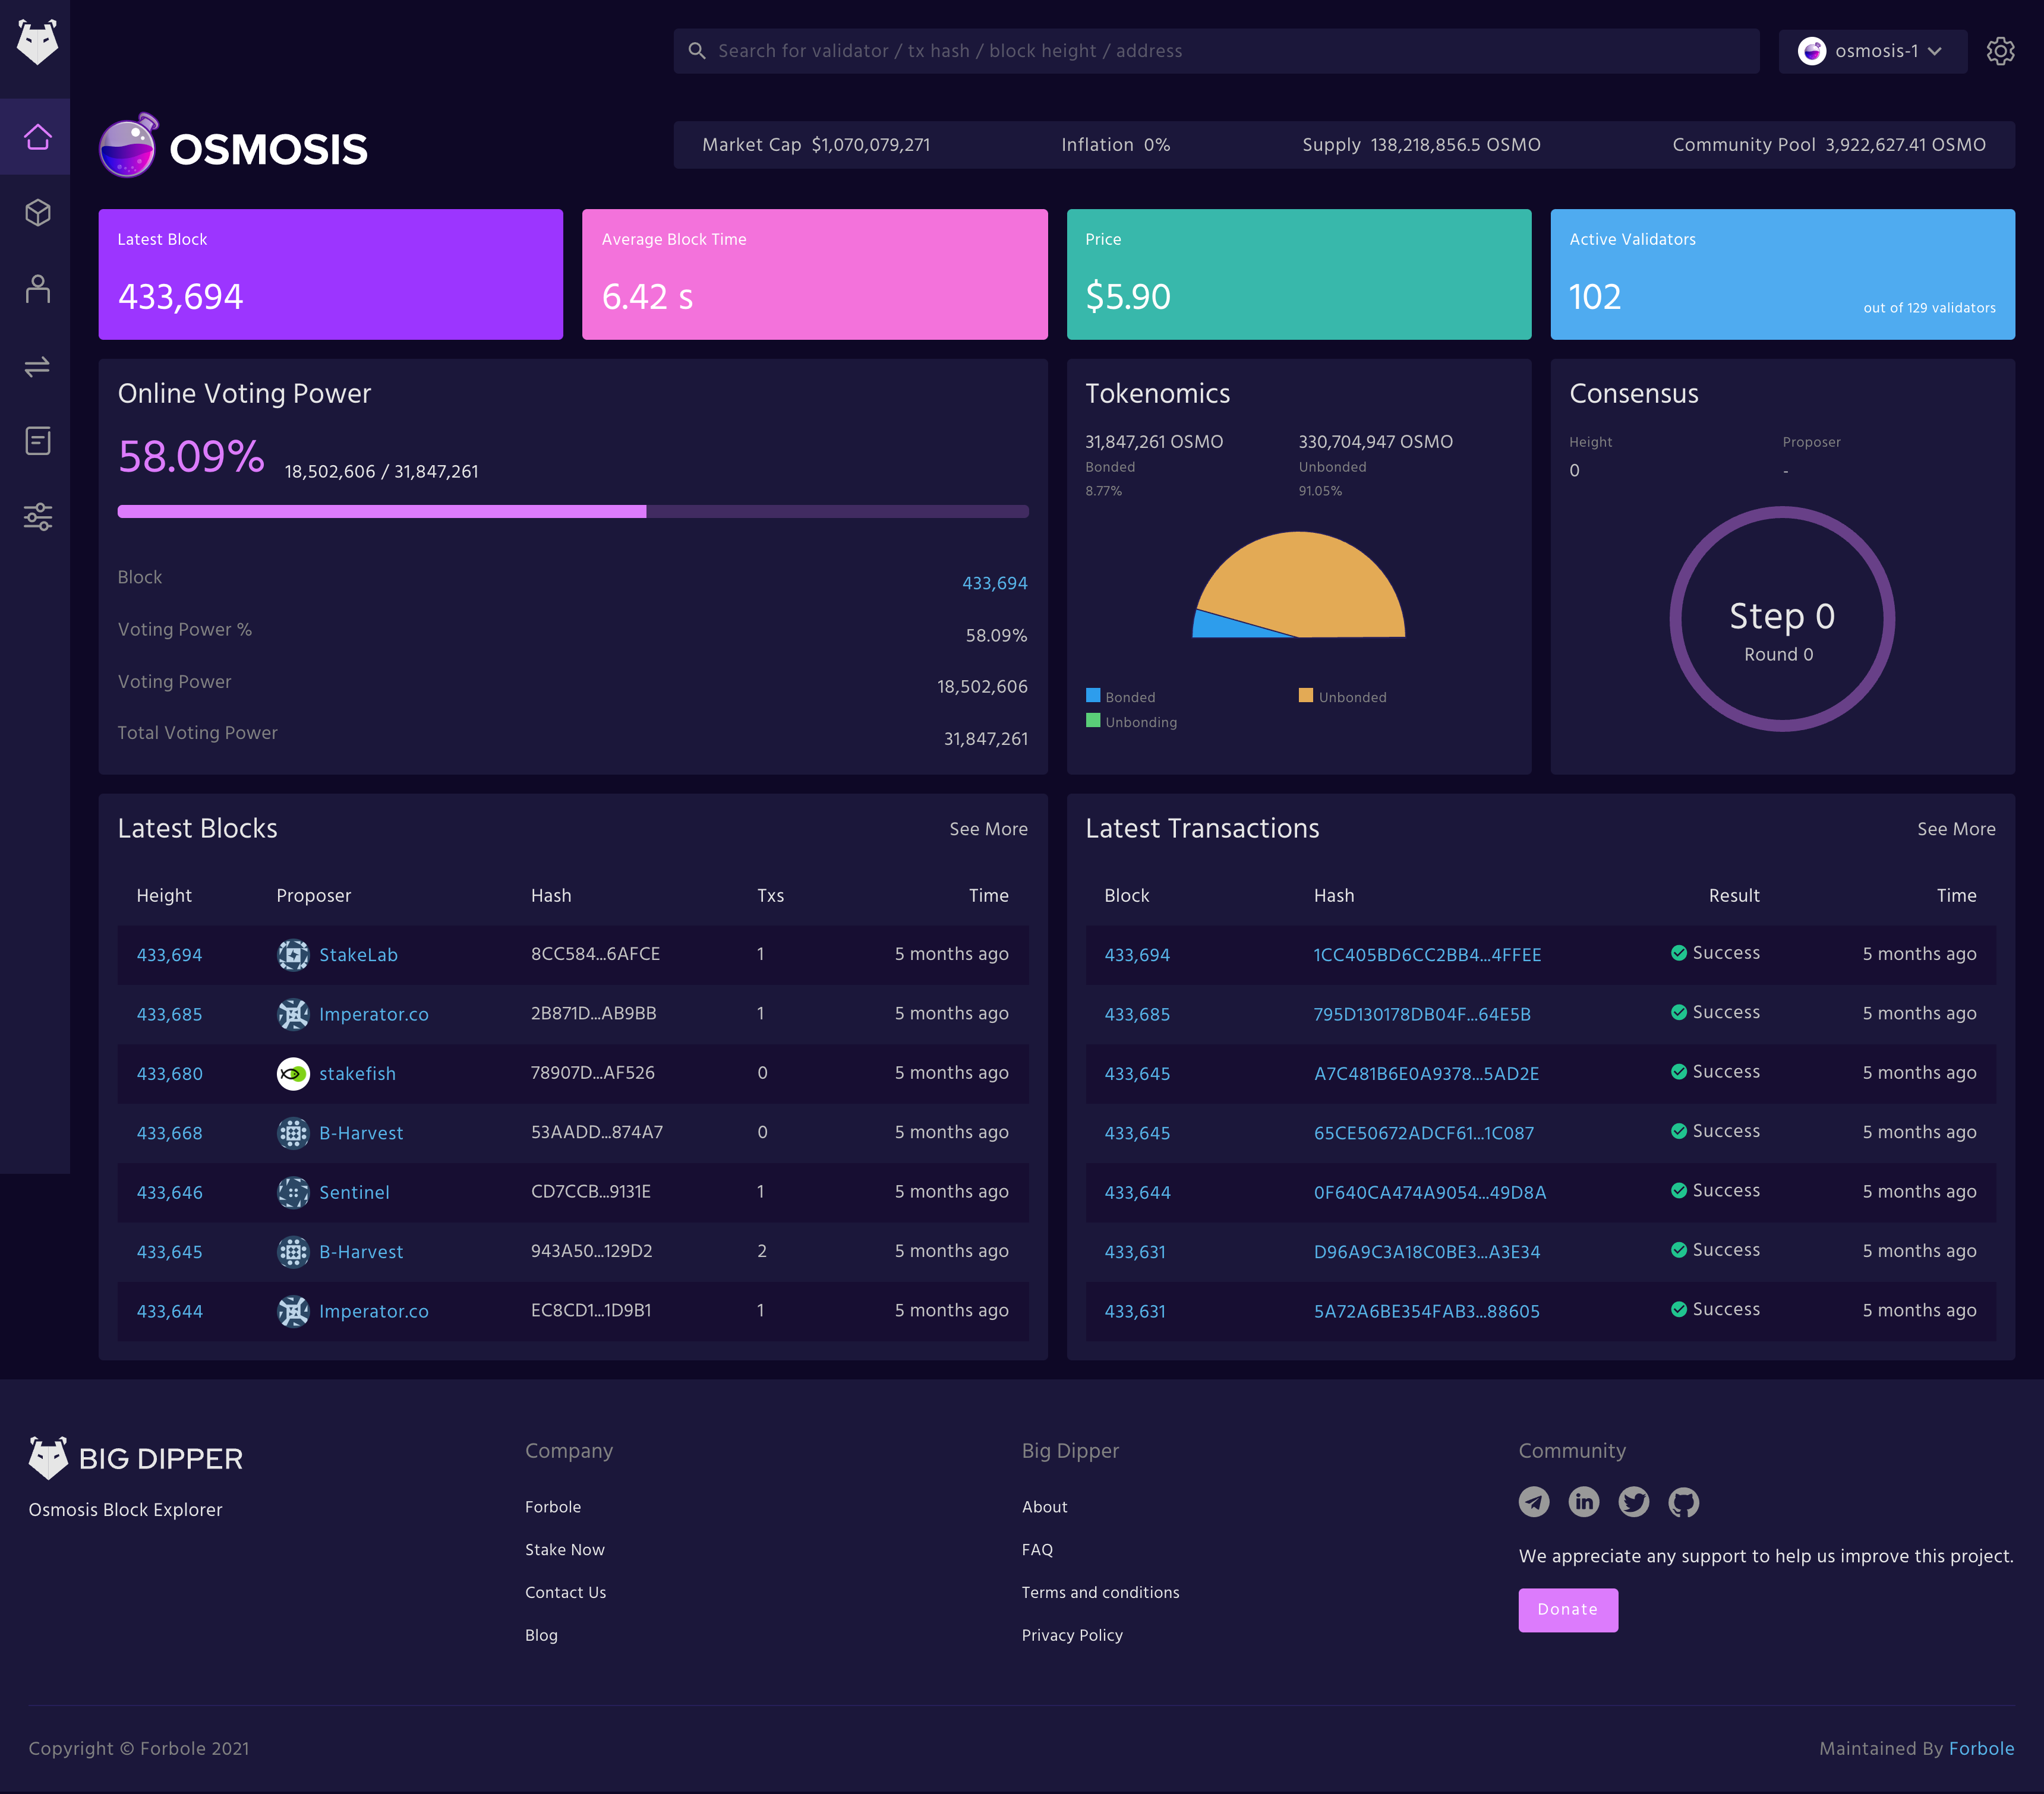 Search for validator / tx hash / block height / address
osmosis-1
OSMOSIS
Market Cap $1,070,079,271 Inflation 0% Supply 138,218,856.5 OSMO Community Pool 3,922,627.41 OSMO
Latest Block
433,694
Average Block Time
6.42 s
Price
$5.90
Active Validators
102
out of 129 validators
Online Voting Power
58.09% 18,502,606 / 31,847,261
Block 433,694
Voting Power % 58.09%
Voting Power 18,502,606
Total Voting Power 31,847,261
Tokenomics
31,847,261 OSMO 330,704,947 OSMO
Bonded Unbonded
8.77% 91.05%
Bonded Unbonded
Unbonding
Consensus
Height Proposer
0 -
Step 0
Round 0
Latest Blocks See More
Height Proposer Hash Txs Time
433,694 StakeLab 8CC584...6AFCE 1 5 months ago
433,685 Imperator.co 2B871D...AB9BB 1 5 months ago
433,680 stakefish 78907D...AF526 0 5 months ago
433,668 B-Harvest 53AADD...874A7 0 5 months ago
433,646 Sentinel CD7CCB...9131E 1 5 months ago
433,645 B-Harvest 943A50...129D2 2 5 months ago
433,644 Imperator.co EC8CD1...1D9B1 1 5 months ago
Latest Transactions See More
Block Hash Result Time
433,694 1CC405BD6CC2BB4...4FFEE Success 5 months ago
433,685 795D130178DB04F...64E5B Success 5 months ago
433,645 A7C481B6E0A9378...5AD2E Success 5 months ago
433,645 65CE50672ADCF61...1C087 Success 5 months ago
433,644 0F640CA474A9054...49D8A Success 5 months ago
433,631 D96A9C3A18C0BE3...A3E34 Success 5 months ago
433,631 5A72A6BE354FAB3...88605 Success 5 months ago
BIG DIPPER
Osmosis Block Explorer
Company
Forbole
Stake Now
Contact Us
Blog
Big Dipper
About
FAQ
Terms and conditions
Privacy Policy
Community
in
We appreciate any support to help us improve this project.
Donate
Copyright © Forbole 2021
Maintained By Forbole